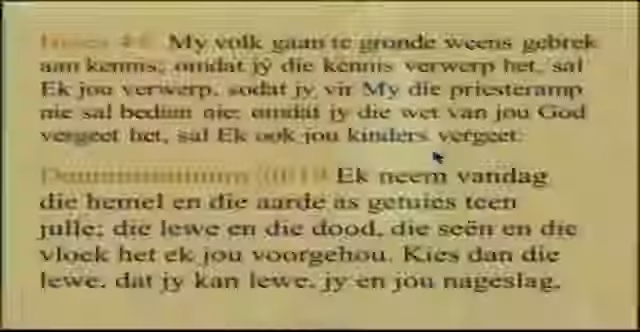 Hosea 4:6 My volk gaan te gronde weens gebrek
aan kennis; omdat jy die kennis verwerp het, sal
Ek jou verwerp, sodat jy vir My die priesteramp
nie sal bedien nie; omdat jy die wet van jou God
vergeet het, sal Ek ook jou kinders vergeet.
Deuteronomium 30:19 Ek neem vandag
die hemel en die aarde as getuies teen
julle; die lewe en die dood, die seën en die
vloek het ek jou voorgehou. Kies dan die
lewe, dat jy kan lewe, jy en jou nageslag,